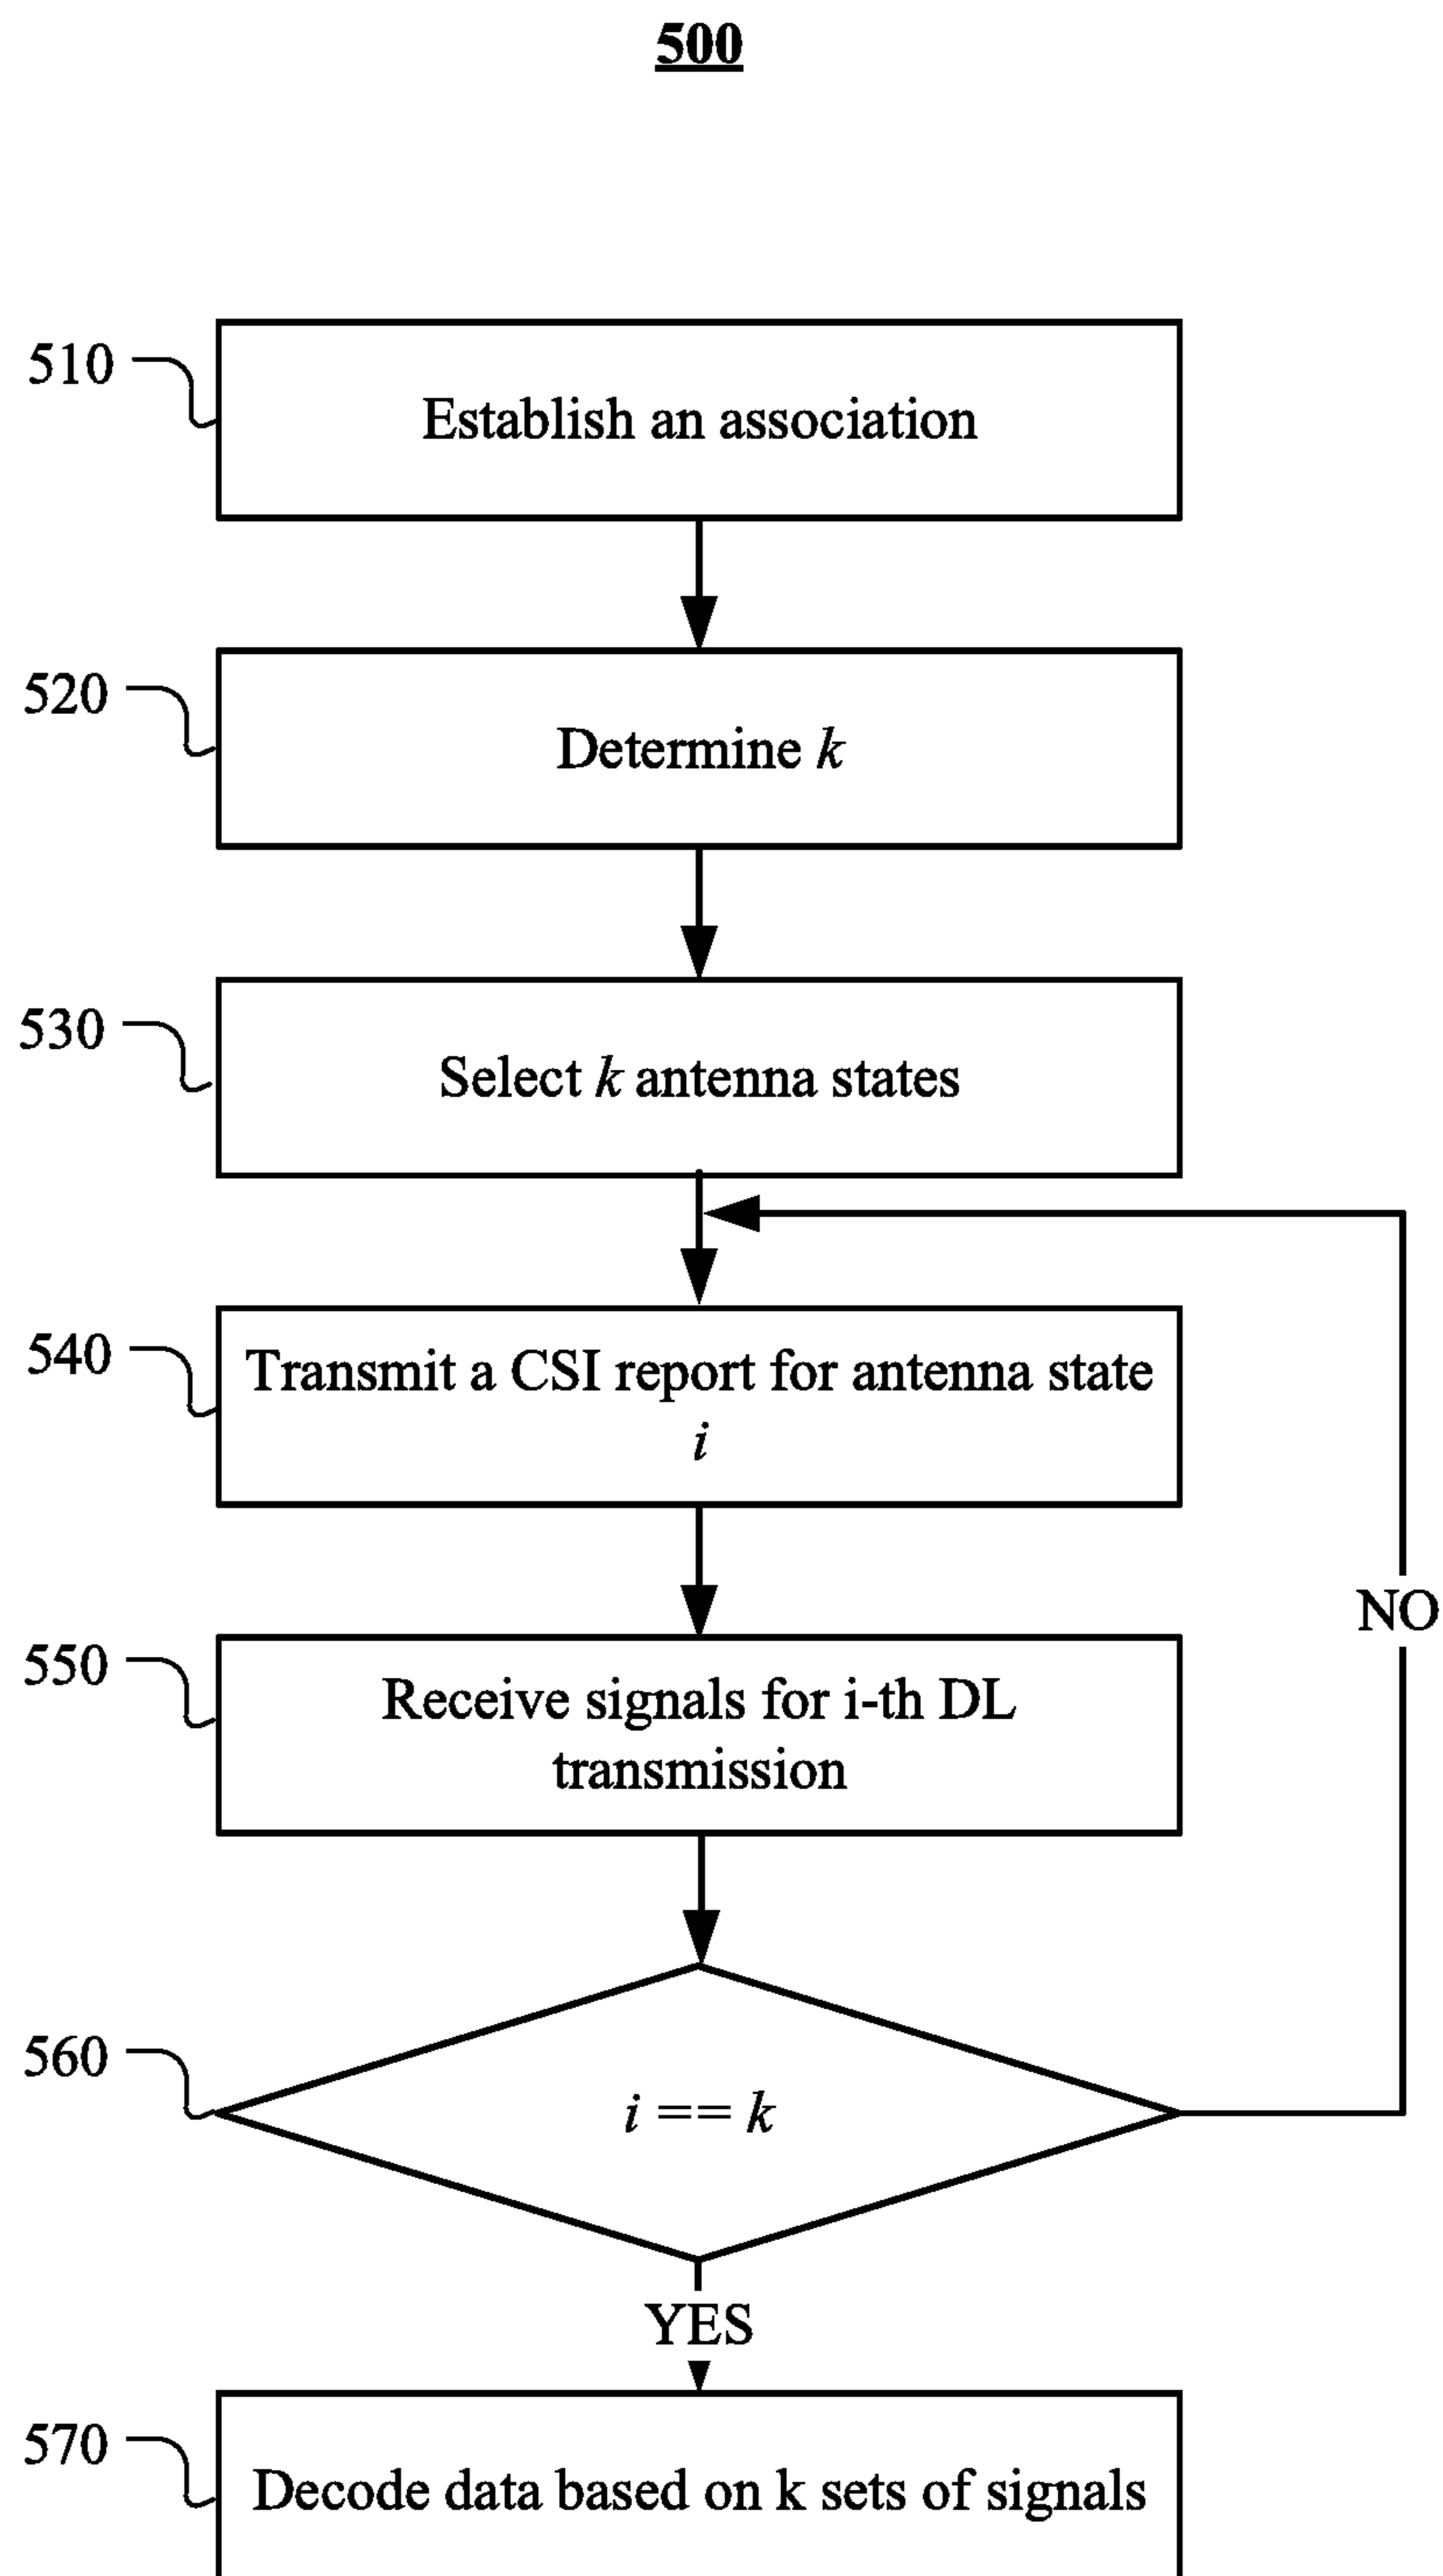 500
510
Establish an association
520
Determine k
530
Select k antenna states
540
Transmit a CSI report for antenna state
i
550
Receive signals for i-th DL
transmission
NO
560
i == k
YES
570
Decode data based on k sets of signals